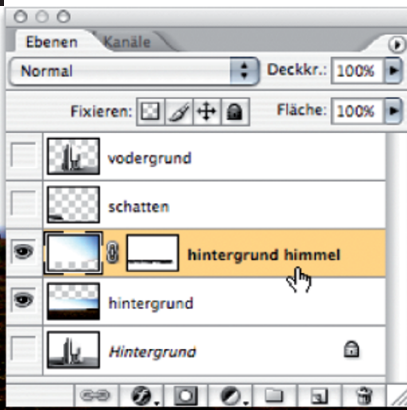 Ebenen Kanäle
Normal Deckkr.: 100%
Fixieren: Fläche: 100%
vodergrund
schatten
hintergrund himmel
hintergrund
Hintergrund